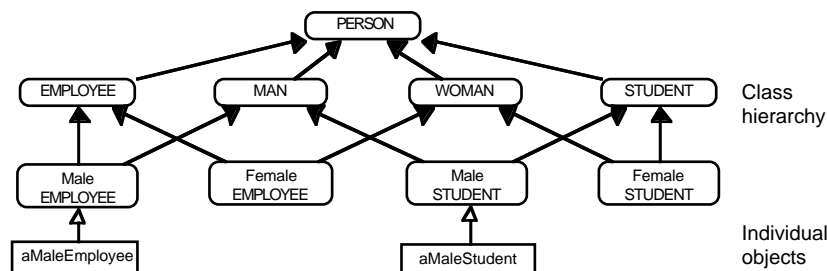 PERSON
EMPLOYEE
MAN
WOMAN
STUDENT
Class
hierarchy
Male
EMPLOYEE
Female
EMPLOYEE
Male
STUDENT
Female
STUDENT
aMaleEmployee
aMaleStudent
Individual
objects